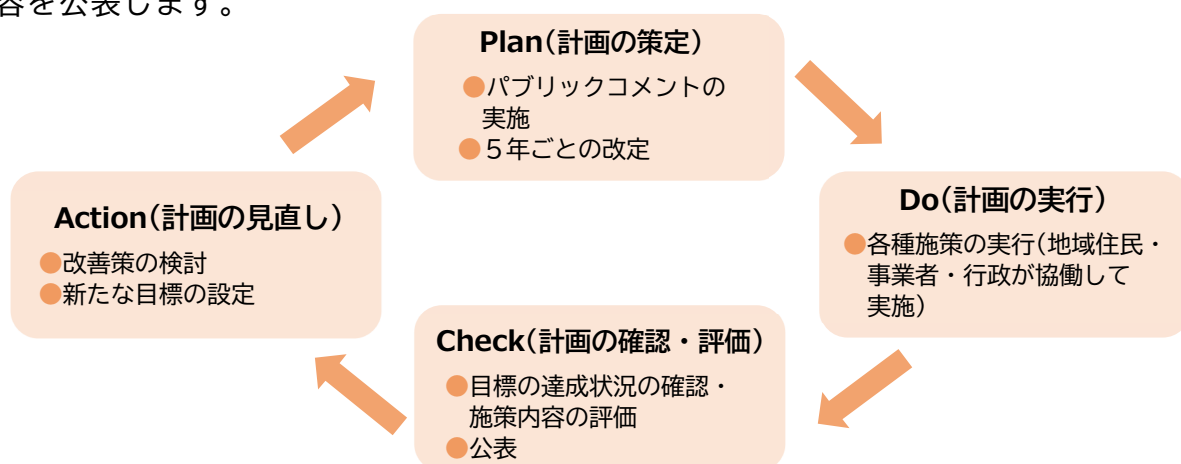 容を公表します。
Plan(計画の策定)
●パブリックコメントの
実施
●５年ごとの改定
Do(計画の実行)
●各種施策の実行(地域住民・
事業者・行政が協働して
実施)
Check(計画の確認・評価)
●目標の達成状況の確認・
施策内容の評価
●公表
Action(計画の見直し)
●改善策の検討
●新たな目標の設定